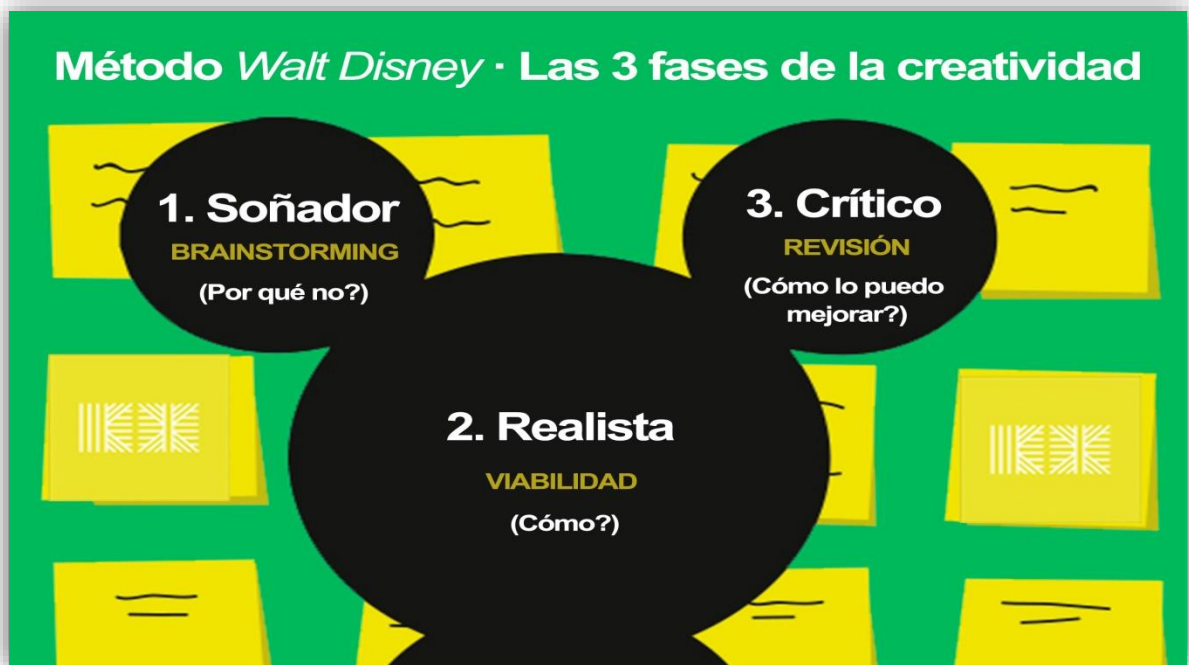 Método Walt Disney · Las 3 fases de la creatividad
1. Soñador
BRAINSTORMING
(Por qué no?)
3. Crítico
REVISIÓN
(Cómo lo puedo
mejorar?)
2. Realista
VIABILIDAD
(Cómo?)